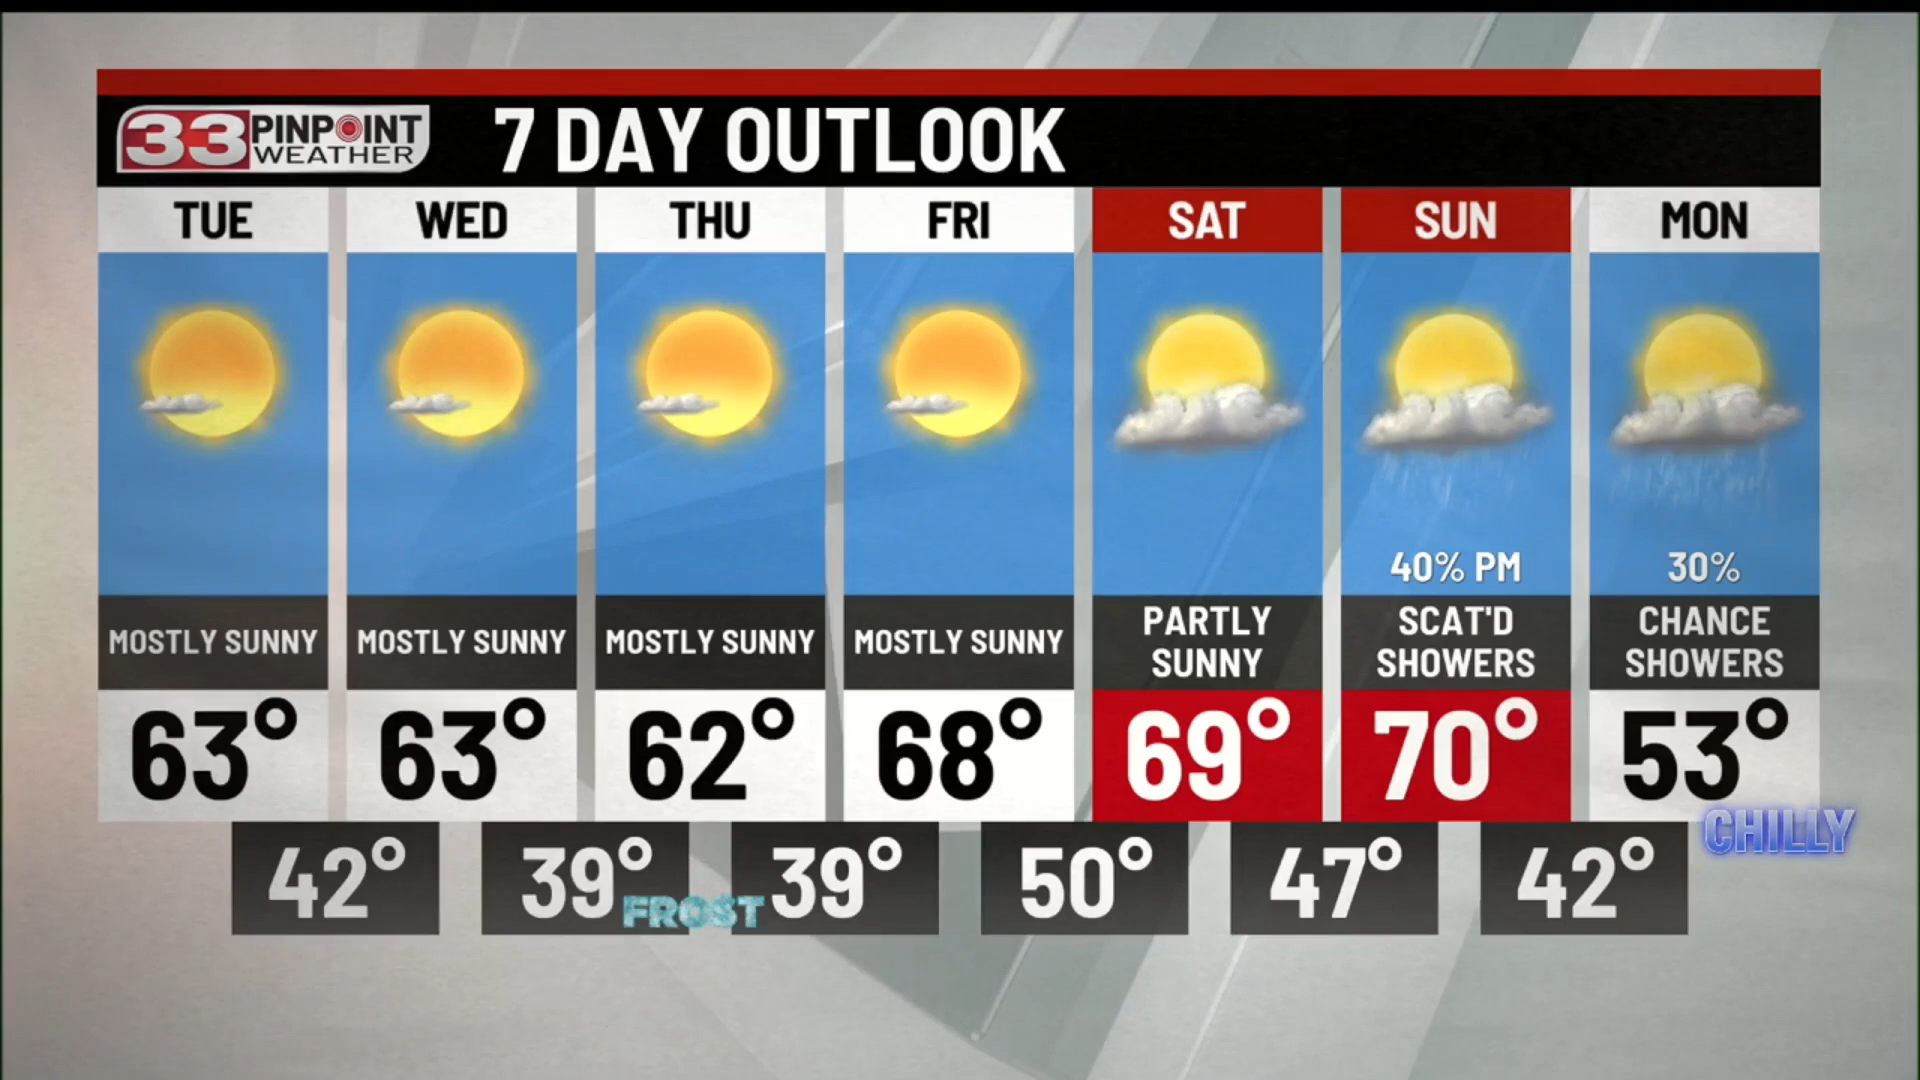 33 PINPOINT WEATHER
7 DAY OUTLOOK
TUE WED THU FRI SAT SUN MON
40% PM 30%
MOSTLY SUNNY MOSTLY SUNNY MOSTLY SUNNY MOSTLY SUNNY PARTLY SUNNY SCAT'D SHOWERS CHANCE SHOWERS
63° 63° 62° 68° 69° 70° 53°
CHILLY
42° 39° 39° 50° 47° 42°
FROST